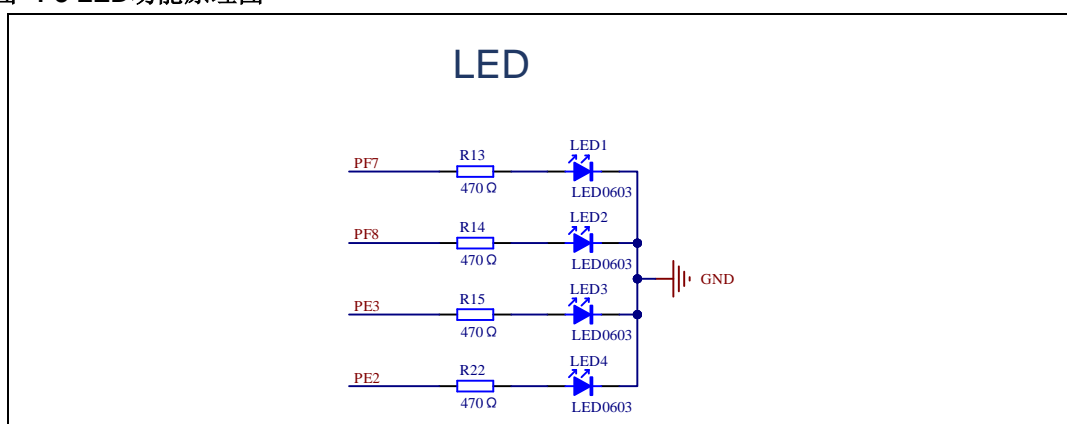 LED
LED1
PF7
R13
470Ω
LED0603
LED2
PF8
R14
470Ω
LED0603
GND
LED3
PE3
R15
470Ω
LED0603
LED4
PE2
R22
470Ω
LED0603